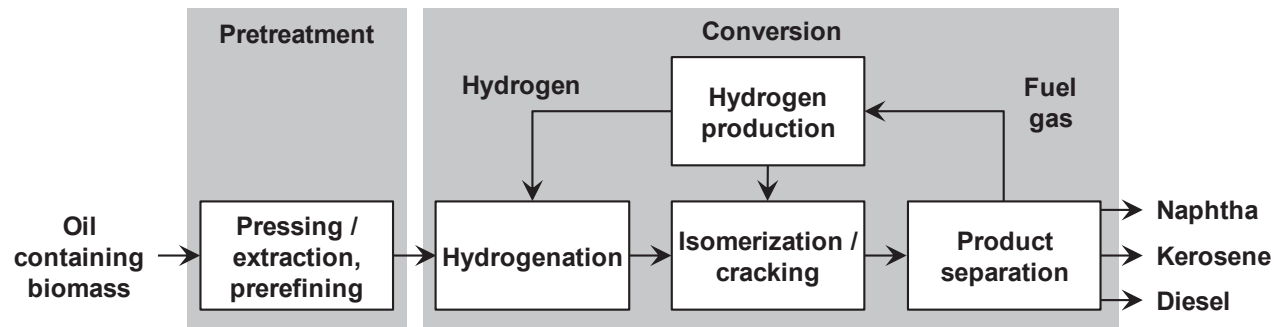 Pretreatment
Conversion
Hydrogen
Hydrogen
production
Fuel
gas
Oil
containing
biomass
Pressing /
extraction,
prerefining
Hydrogenation
Isomerization /
cracking
Product
separation
Naphtha
Kerosene
Diesel